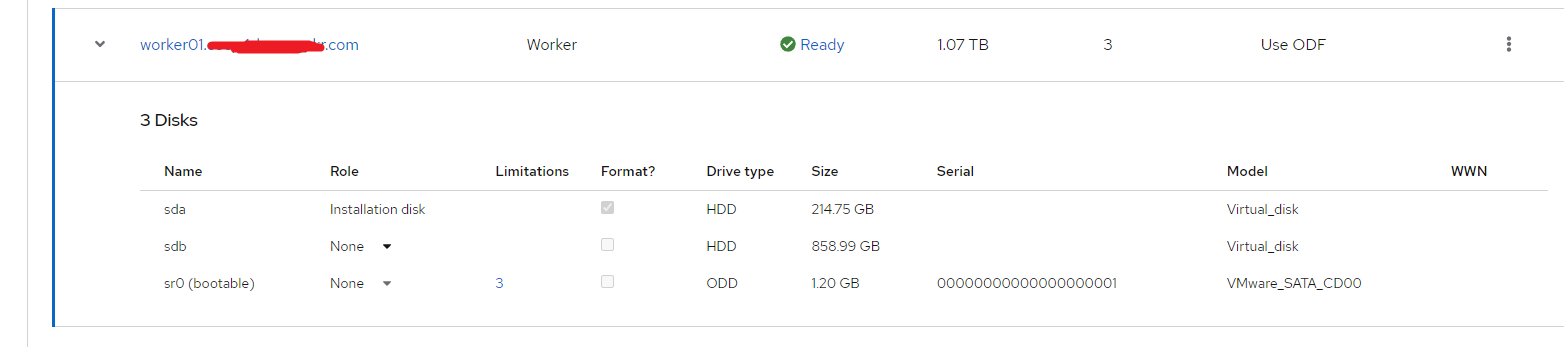 worker01. .com Worker Ready 1.07 TB 3 Use ODF
3 Disks
Name Role Limitations Format? Drive type Size Serial Model WWN
sda Installation disk HDD 214.75 GB Virtual_disk
sdb None HDD 858.99 GB Virtual_disk
sr0 (bootable) None 3 ODD 1.20 GB 00000000000000000001 VMware_SATA_CD00